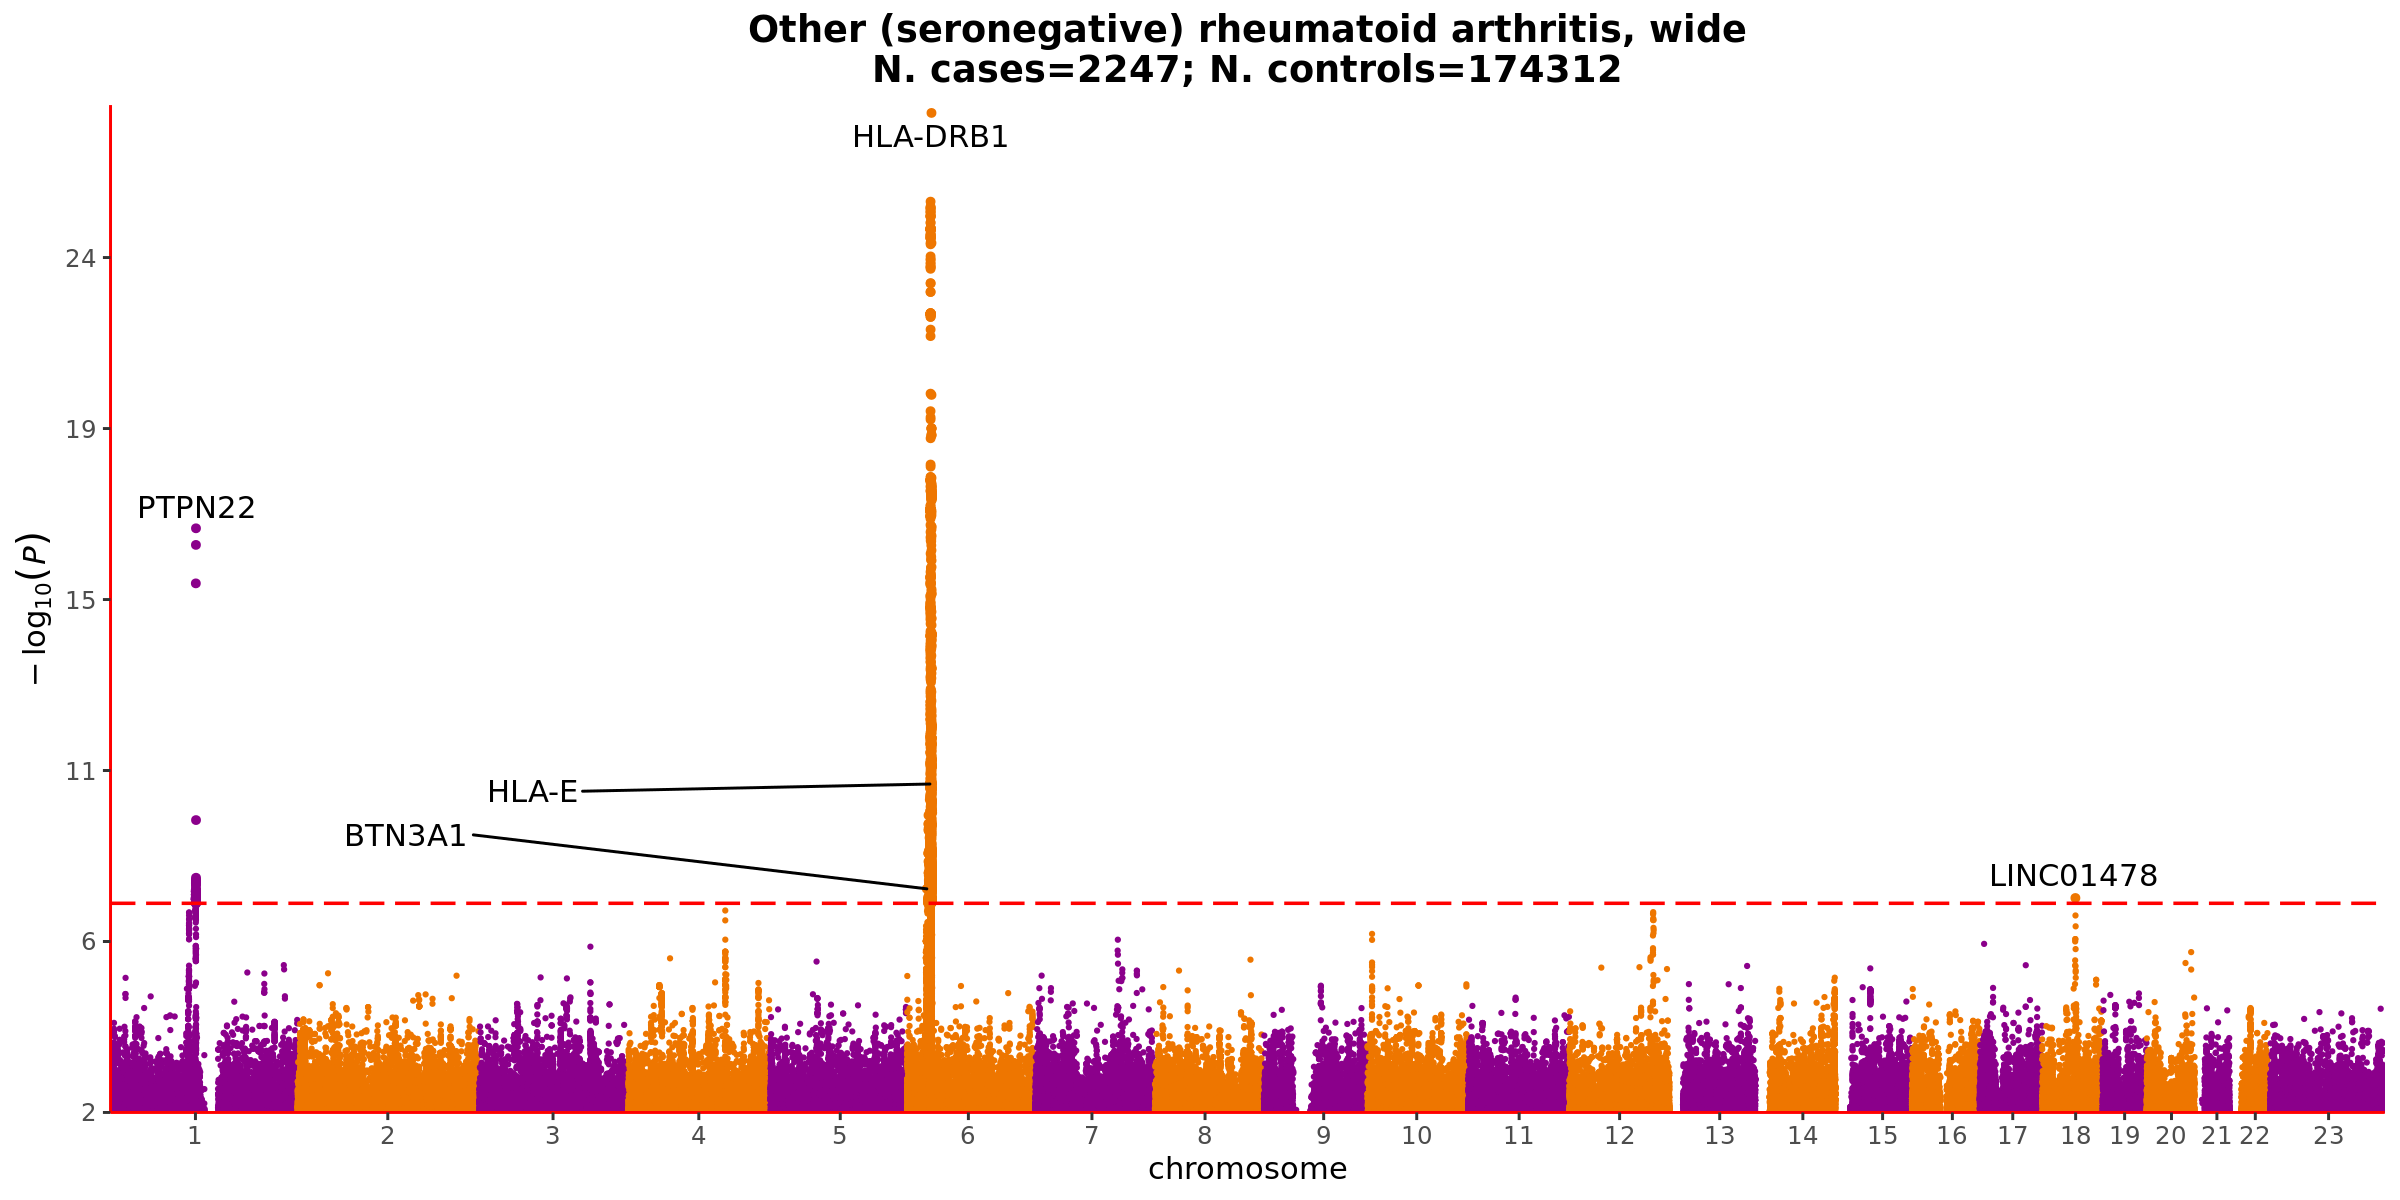 Other (seronegative) rheumatoid arthritis, wide
N. cases=2247; N. controls=174312
HLA-DRB1
24
19
PTPN22
15
− log10(P)
11
HLA-E
BTN3A1
LINC01478
6
2
1 2 3 4 5 6 7 8 9 10 11 12 13 14 15 16 17 18 19 20 21 22 23
chromosome